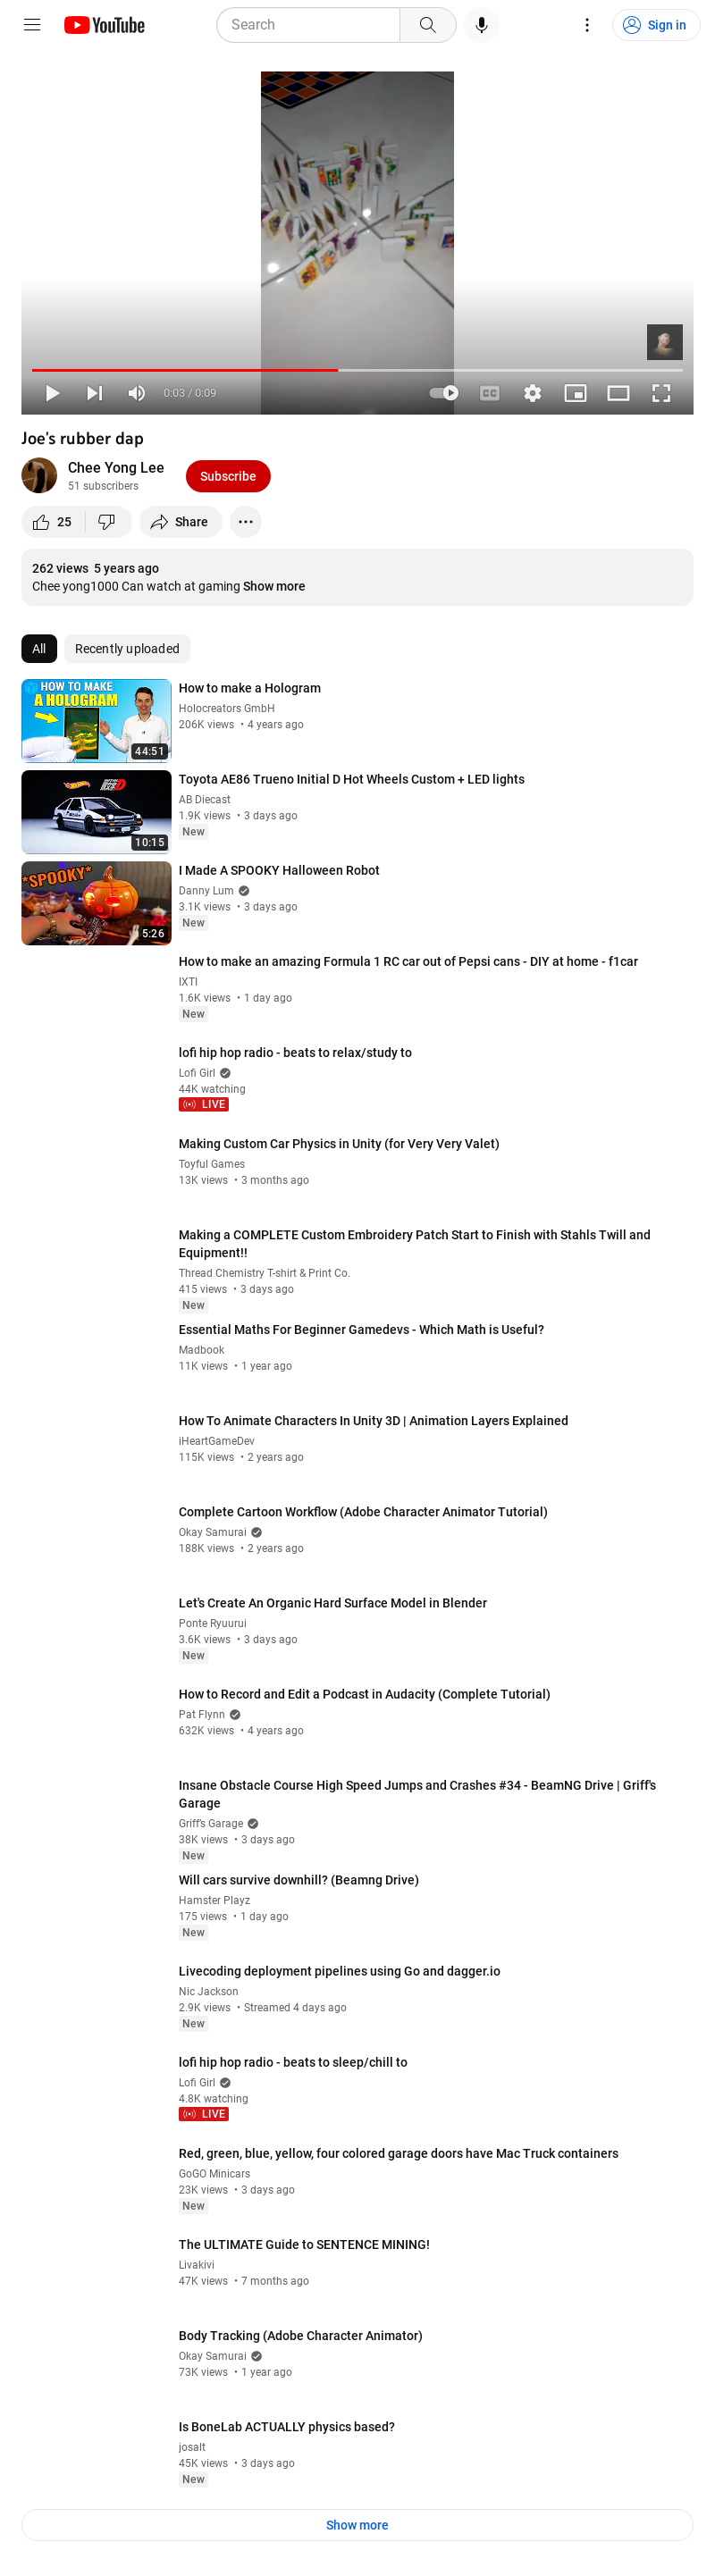 YouTube
Search
Sign in
0:03 / 0:09
CC
Joe's rubber dap
Chee Yong Lee
51 subscribers
Subscribe
25
Share
262 views 5 years ago
Chee yong1000 Can watch at gaming Show more
All
Recently uploaded
HOW TO MAKE
A HOLOGRAM
44:51
How to make a Hologram
Holocreators GmbH
206K views • 4 years ago
10:15
Toyota AE86 Trueno Initial D Hot Wheels Custom + LED lights
AB Diecast
1.9K views • 3 days ago
New
*SPOOKY*
5:26
I Made A SPOOKY Halloween Robot
Danny Lum
3.1K views • 3 days ago
New
How to make an amazing Formula 1 RC car out of Pepsi cans - DIY at home - f1car
IXTI
1.6K views • 1 day ago
New
lofi hip hop radio - beats to relax/study to
Lofi Girl
44K watching
LIVE
Making Custom Car Physics in Unity (for Very Very Valet)
Toyful Games
13K views • 3 months ago
Making a COMPLETE Custom Embroidery Patch Start to Finish with Stahls Twill and
Equipment!!
Thread Chemistry T-shirt & Print Co.
415 views • 3 days ago
New
Essential Maths For Beginner Gamedevs - Which Math is Useful?
Madbook
11K views • 1 year ago
How To Animate Characters In Unity 3D | Animation Layers Explained
iHeartGameDev
115K views • 2 years ago
Complete Cartoon Workflow (Adobe Character Animator Tutorial)
Okay Samurai
188K views • 2 years ago
Let's Create An Organic Hard Surface Model in Blender
Ponte Ryuurui
3.6K views • 3 days ago
New
How to Record and Edit a Podcast in Audacity (Complete Tutorial)
Pat Flynn
632K views • 4 years ago
Insane Obstacle Course High Speed Jumps and Crashes #34 - BeamNG Drive | Griff's
Garage
Griff's Garage
38K views • 3 days ago
New
Will cars survive downhill? (Beamng Drive)
Hamster Playz
175 views • 1 day ago
New
Livecoding deployment pipelines using Go and dagger.io
Nic Jackson
2.9K views • Streamed 4 days ago
New
lofi hip hop radio - beats to sleep/chill to
Lofi Girl
4.8K watching
LIVE
Red, green, blue, yellow, four colored garage doors have Mac Truck containers
GoGO Minicars
23K views • 3 days ago
New
The ULTIMATE Guide to SENTENCE MINING!
Livakivi
47K views • 7 months ago
Body Tracking (Adobe Character Animator)
Okay Samurai
73K views • 1 year ago
Is BoneLab ACTUALLY physics based?
josalt
45K views • 3 days ago
New
Show more